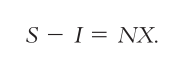 S − I = NX.